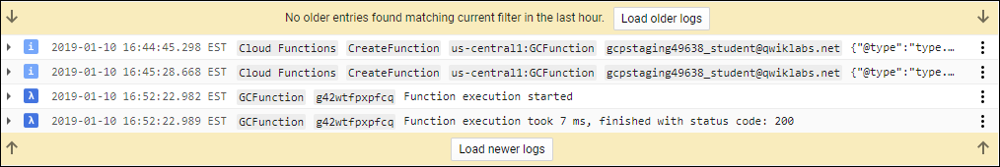 No older entries found matching current filter in the last hour. Load older logs
i 2019-01-10 16:44:45.298 EST Cloud Functions CreateFunction us-central1:GCFunction gcpstaging49638_student@qwiklabs.net {"@type":"type.…
i 2019-01-10 16:45:28.668 EST Cloud Functions CreateFunction us-central1:GCFunction gcpstaging49638_student@qwiklabs.net {"@type":"type.…
λ 2019-01-10 16:52:22.982 EST GCFunction g42wtfpxpfcq Function execution started
λ 2019-01-10 16:52:22.989 EST GCFunction g42wtfpxpfcq Function execution took 7 ms, finished with status code: 200
Load newer logs